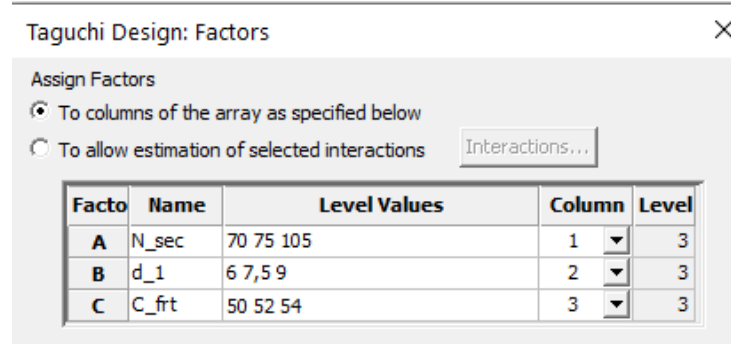 Taguchi Design: Factors
Assign Factors
To columns of the array as specified below
To allow estimation of selected interactions Interactions...
Facto Name Level Values Column Level
A N_sec 70 75 105 1 3
B d_1 6 7,5 9 2 3
C C_frt 50 52 54 3 3